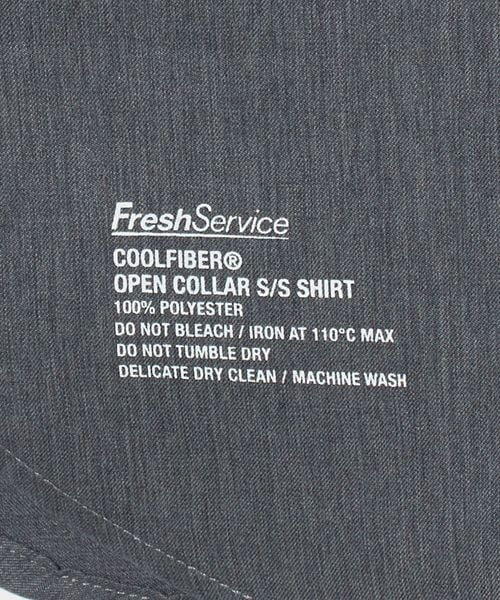 FreshService
COOLFIBER®
OPEN COLLAR S/S SHIRT
100% POLYESTER
DO NOT BLEACH / IRON AT 110°C MAX
DO NOT TUMBLE DRY
DELICATE DRY CLEAN / MACHINE WASH